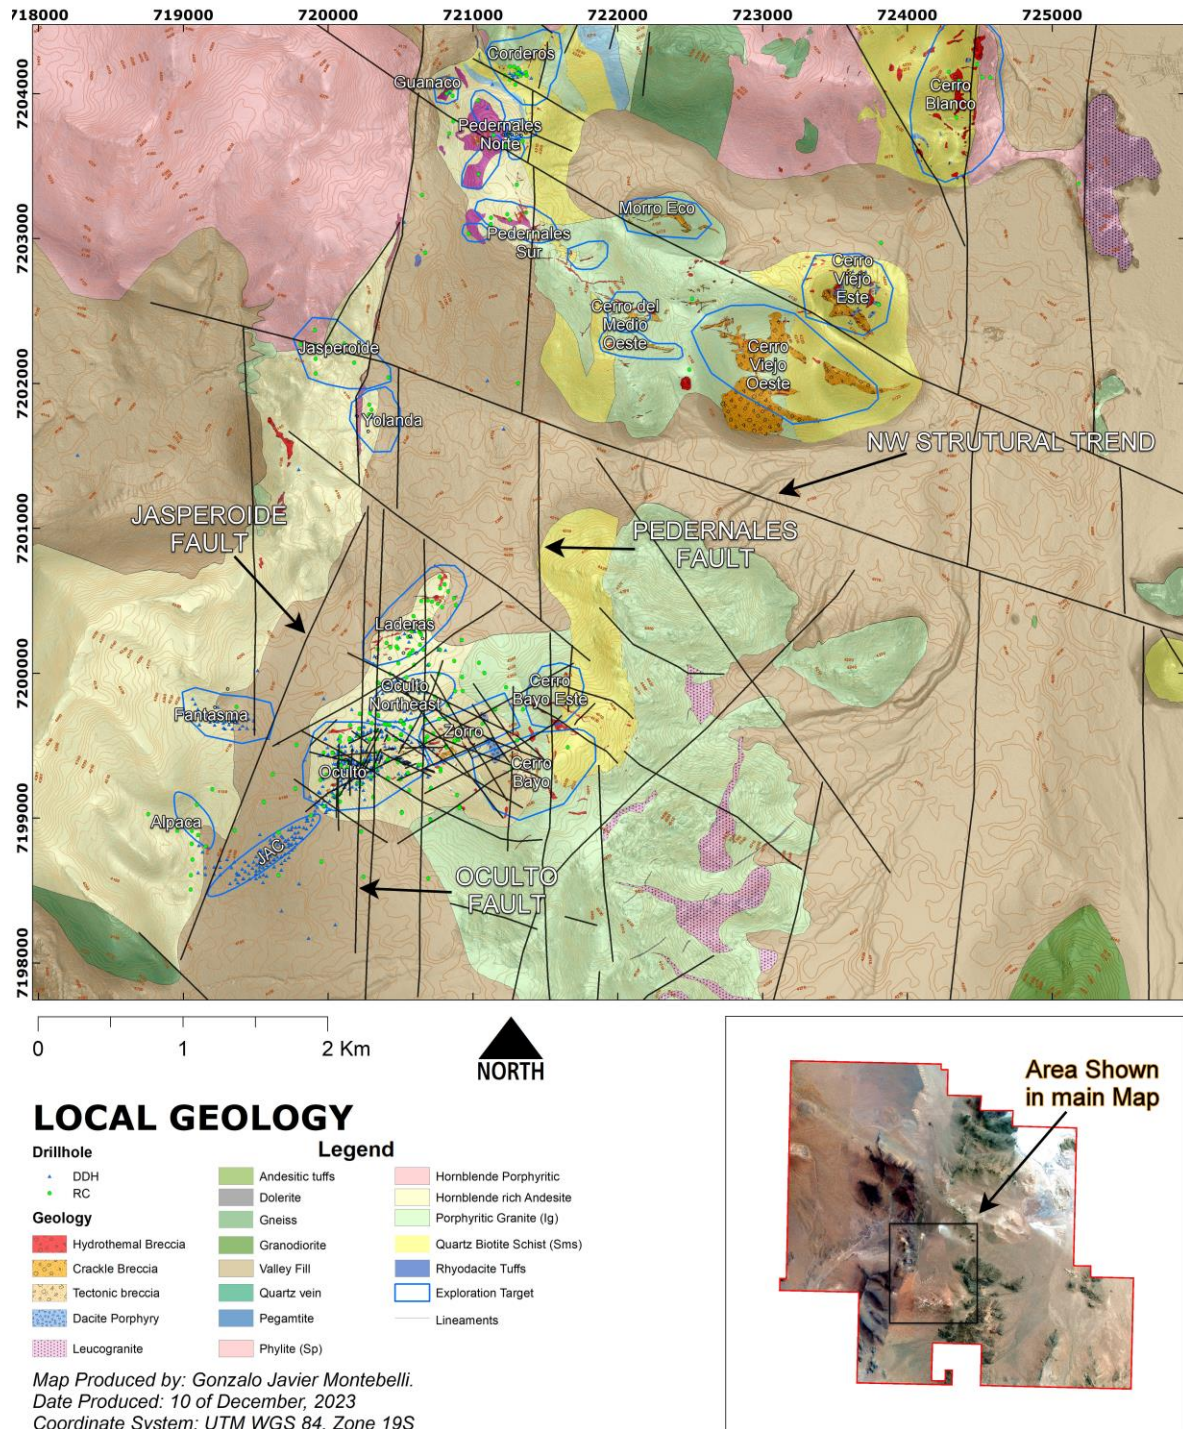 718000 719000 720000 721000 722000 723000 724000 725000
7204000
7203000
7202000
7201000
7200000
7199000
7198000
Corderos
Guanaco
Cerro
Blanco
Pedernales
Norte
Morro Eco
Pedernales
Sur
Cerro
Viejo
Este
Cerro del
Medio
Oeste
Jasperoide
Cerro
Viejo
Oeste
Yolanda
NW STRUTURAL TREND
JASPEROIDE
FAULT
PEDERNALES
FAULT
Laderas
Oculto
Northeast
Cerro
Bayo Este
Fantasma
Zorro
Oculto
Cerro
Bayo
Alpaca
JAC
OCULTO
FAULT
0 1 2 Km
NORTH
Area Shown
in main Map
LOCAL GEOLOGY
Legend
Drillhole
DDH
RC
Geology
Hydrothemal Breccia
Crackle Breccia
Tectonic breccia
Dacite Porphyry
Leucogranite
Andesitic tuffs
Dolerite
Gneiss
Granodiorite
Valley Fill
Quartz vein
Pegamtite
Phylite (Sp)
Hornblende Porphyritic
Hornblende rich Andesite
Porphyritic Granite (Ig)
Quartz Biotite Schist (Sms)
Rhyodacite Tuffs
Exploration Target
Lineaments
Map Produced by: Gonzalo Javier Montebelli.
Date Produced: 10 of December, 2023
Coordinate System: UTM WGS 84, Zone 19S